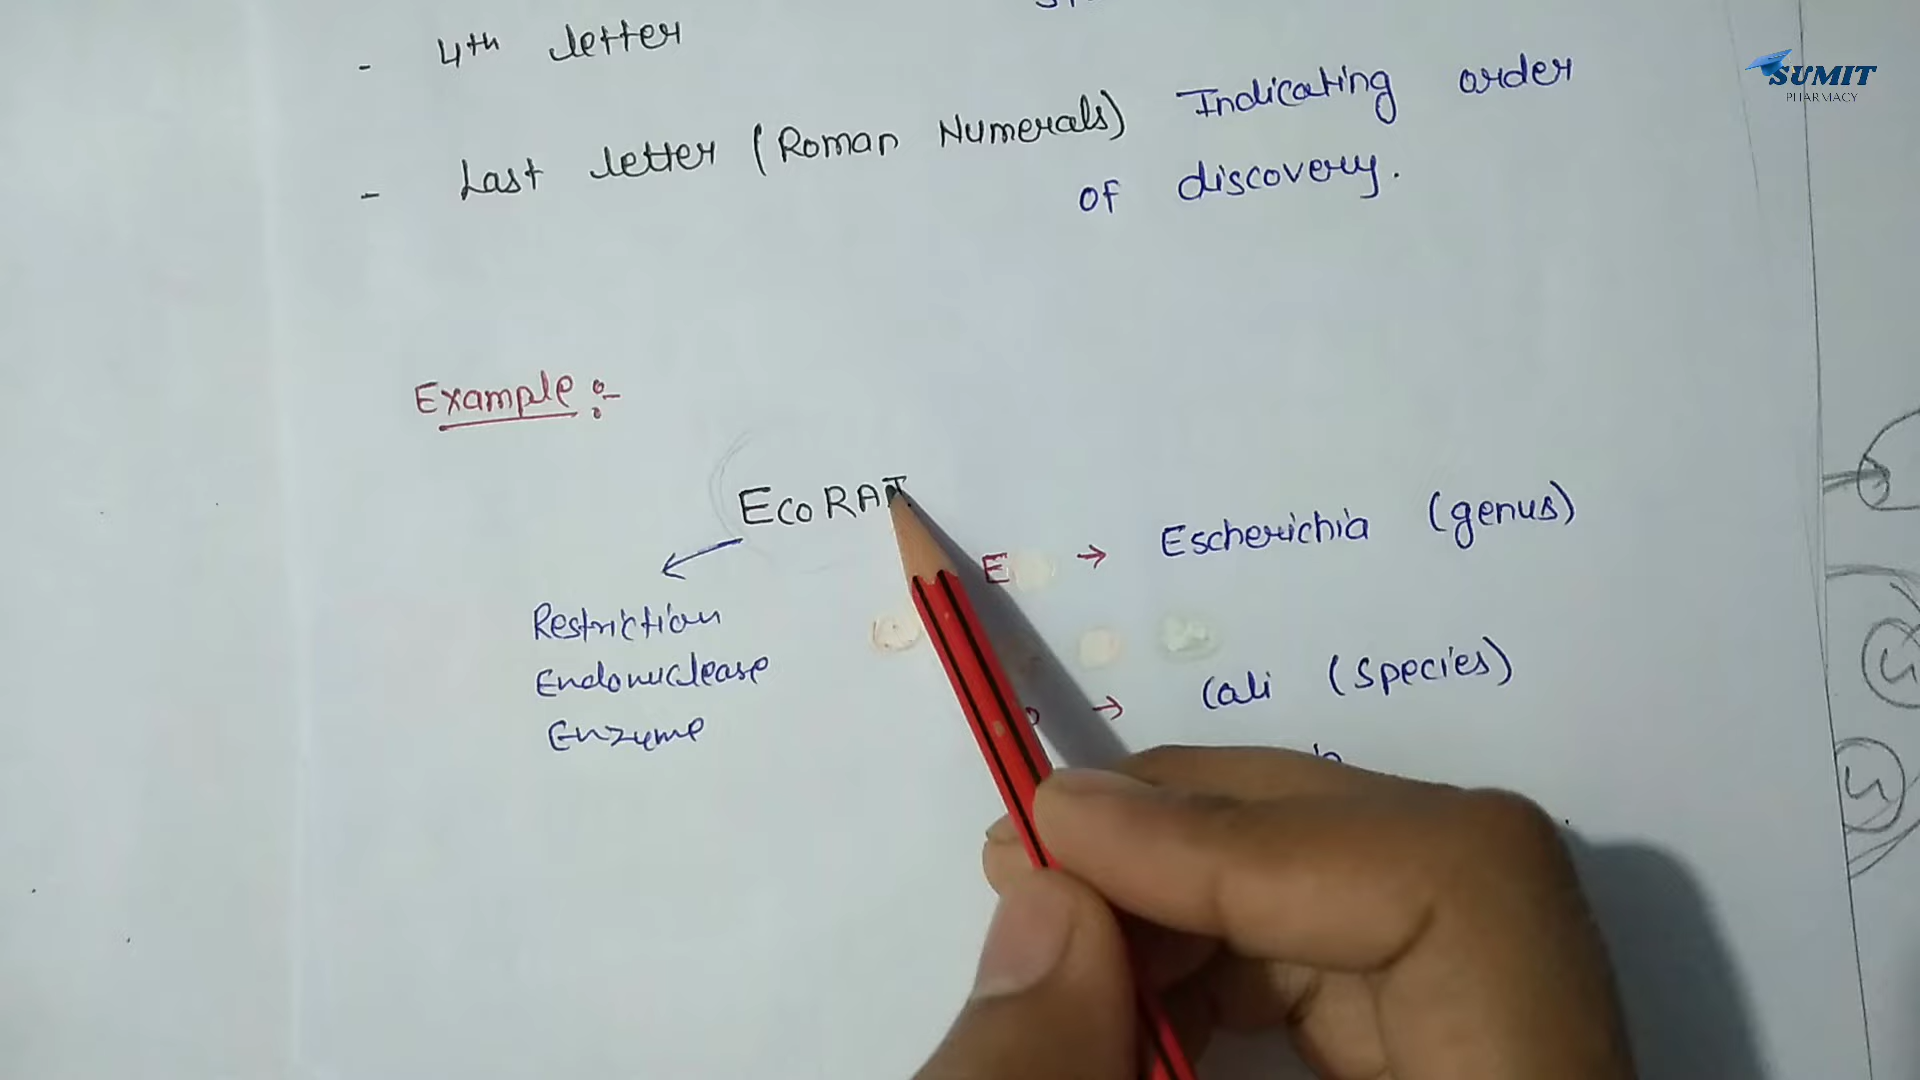 - 4th letter
- Last letter (Roman Numerals) Indicating order
of discovery.
SUMIT
PHARMACY
Example :-
EcoRAI
E → Escherichia (genus)
Restriction
Endonuclease
Enzyme
o → Coli (Species)